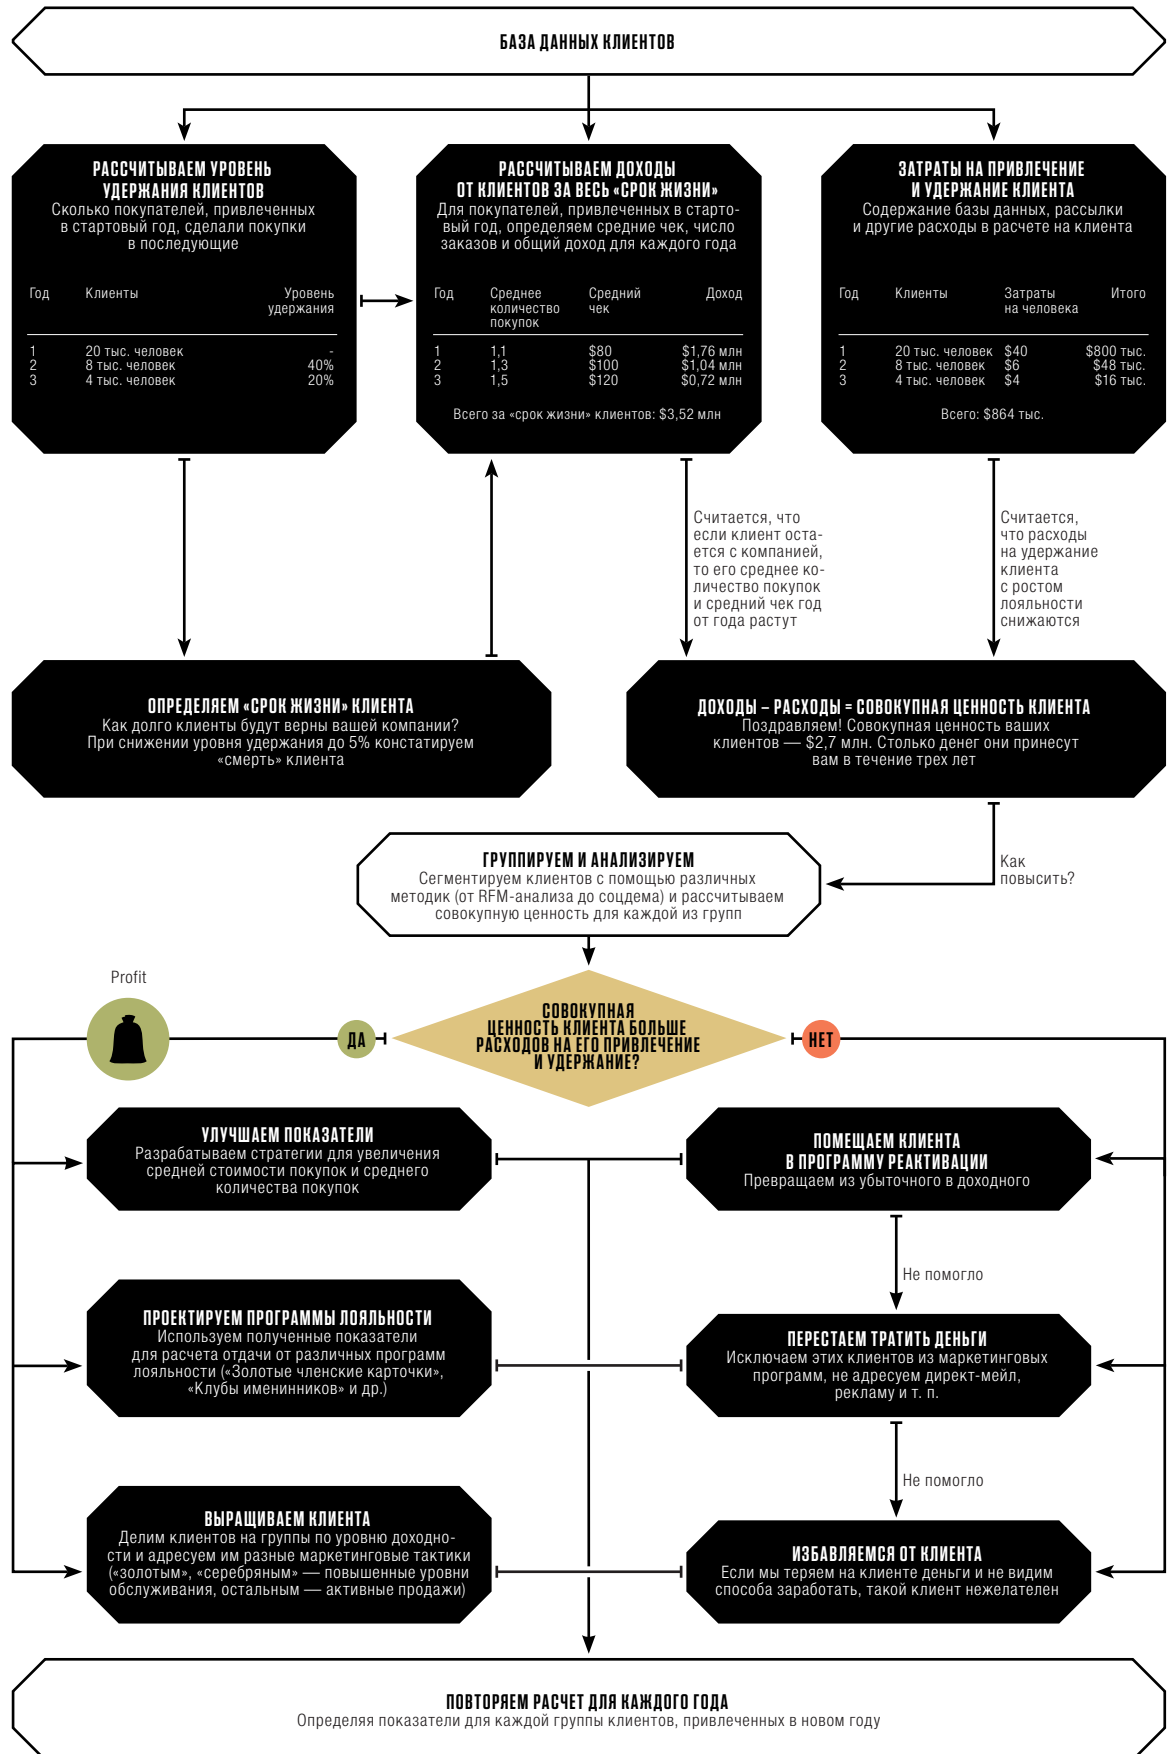 БАЗА ДАННЫХ КЛИЕНТОВ
РАССЧИТЫВАЕМ УРОВЕНЬ
УДЕРЖАНИЯ КЛИЕНТОВ
Сколько покупателей, привлеченных
в стартовый год, сделали покупки
в последующие
Год Клиенты Уровень
удержания
1 20 тыс. человек -
2 8 тыс. человек 40%
3 4 тыс. человек 20%
РАССЧИТЫВАЕМ ДОХОДЫ
ОТ КЛИЕНТОВ ЗА ВЕСЬ «СРОК ЖИЗНИ»
Для покупателей, привлеченных в старто-
вый год, определяем средние чек, число
заказов и общий доход для каждого года
Год Среднее Средний Доход
количество чек
покупок
1 1,1 $80 $1,76 млн
2 1,3 $100 $1,04 млн
3 1,5 $120 $0,72 млн
Всего за «срок жизни» клиентов: $3,52 млн
ЗАТРАТЫ НА ПРИВЛЕЧЕНИЕ
И УДЕРЖАНИЕ КЛИЕНТА
Содержание базы данных, рассылки
и другие расходы в расчете на клиента
Год Клиенты Затраты Итого
на человека
1 20 тыс. человек $40 $800 тыс.
2 8 тыс. человек $6 $48 тыс.
3 4 тыс. человек $4 $16 тыс.
Всего: $864 тыс.
Считается, что
если клиент оста-
ется с компанией,
то его среднее ко-
личество покупок
и средний чек год
от года растут
Считается,
что расходы
на удержание
клиента
с ростом
лояльности
снижаются
ОПРЕДЕЛЯЕМ «СРОК ЖИЗНИ» КЛИЕНТА
Как долго клиенты будут верны вашей компании?
При снижении уровня удержания до 5% констатируем
«смерть» клиента
ДОХОДЫ – РАСХОДЫ = СОВОКУПНАЯ ЦЕННОСТЬ КЛИЕНТА
Поздравляем! Совокупная ценность ваших
клиентов — $2,7 млн. Столько денег они принесут
вам в течение трех лет
Как
повысить?
ГРУППИРУЕМ И АНАЛИЗИРУЕМ
Сегментируем клиентов с помощью различных
методик (от RFM-анализа до соцдема) и рассчитываем
совокупную ценность для каждой из групп
Profit
ДА
СОВОКУПНАЯ
ЦЕННОСТЬ КЛИЕНТА БОЛЬШЕ
РАСХОДОВ НА ЕГО ПРИВЛЕЧЕНИЕ
И УДЕРЖАНИЕ?
НЕТ
УЛУЧШАЕМ ПОКАЗАТЕЛИ
Разрабатываем стратегии для увеличения
средней стоимости покупок и среднего
количества покупок
ПОМЕЩАЕМ КЛИЕНТА
В ПРОГРАММУ РЕАКТИВАЦИИ
Превращаем из убыточного в доходного
Не помогло
ПРОЕКТИРУЕМ ПРОГРАММЫ ЛОЯЛЬНОСТИ
Используем полученные показатели
для расчета отдачи от различных программ
лояльности («Золотые членские карточки»,
«Клубы именинников» и др.)
ПЕРЕСТАЕМ ТРАТИТЬ ДЕНЬГИ
Исключаем этих клиентов из маркетинговых
программ, не адресуем директ-мейл,
рекламу и т. п.
Не помогло
ВЫРАЩИВАЕМ КЛИЕНТА
Делим клиентов на группы по уровню доходно-
сти и адресуем им разные маркетинговые тактики
(«золотым», «серебряным» — повышенные уровни
обслуживания, остальным — активные продажи)
ИЗБАВЛЯЕМСЯ ОТ КЛИЕНТА
Если мы теряем на клиенте деньги и не видим
способа заработать, такой клиент нежелателен
ПОВТОРЯЕМ РАСЧЕТ ДЛЯ КАЖДОГО ГОДА
Определяя показатели для каждой группы клиентов, привлеченных в новом году